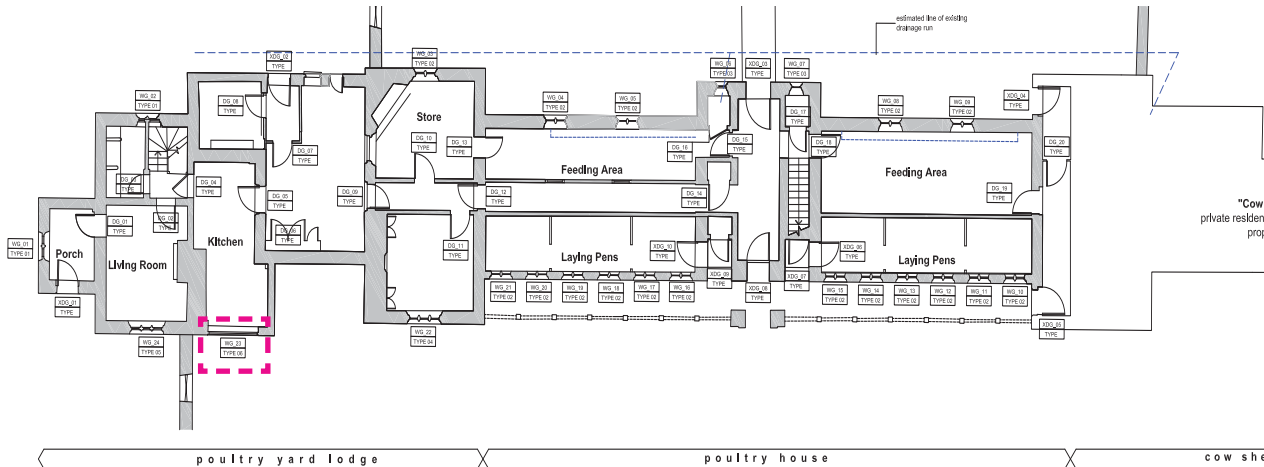 estimated line of existing
drainage run
XDG_02
TYPE
WG_03
TYPE 02
TYPE 03
XDG_03
TYPE
WG_07
TYPE 03
WG_02
TYPE 01
DG_08
TYPE
WG_04
TYPE 02
WG_05
TYPE 02
DG_17
TYPE
WG_08
TYPE 02
WG_09
TYPE 02
XDG_04
TYPE
Store
DG_10
TYPE
DG_13
TYPE
DG_15
TYPE
DG_16
TYPE
DG_18
TYPE
DG_20
TYPE
DG_07
TYPE
Feeding Area
Feeding Area
DG_03
TYPE
DG_04
TYPE
DG_05
TYPE
DG_09
TYPE
DG_12
TYPE
DG_14
TYPE
DG_19
TYPE
"Cow
private residen
prop
DG_01
TYPE
DG_02
TYPE
DG_06
TYPE
Kitchen
WG_01
TYPE 01
Porch
Living Room
DG_11
TYPE
Laying Pens
XDG_10
TYPE
XDG_06
TYPE
Laying Pens
XDG_01
TYPE
XDG_09
TYPE
XDG_08
TYPE
XDG_07
TYPE
WG_21
TYPE 02
WG_20
TYPE 02
WG_19
TYPE 02
WG_18
TYPE 02
WG_17
TYPE 02
WG_16
TYPE 02
WG_15
TYPE 02
WG_14
TYPE 02
WG_13
TYPE 02
WG_12
TYPE 02
WG_11
TYPE 02
WG_10
TYPE 02
XDG_05
TYPE
WG_24
TYPE 05
WG_23
TYPE 06
WG_22
TYPE 04
poultry yard lodge
poultry house
cow she